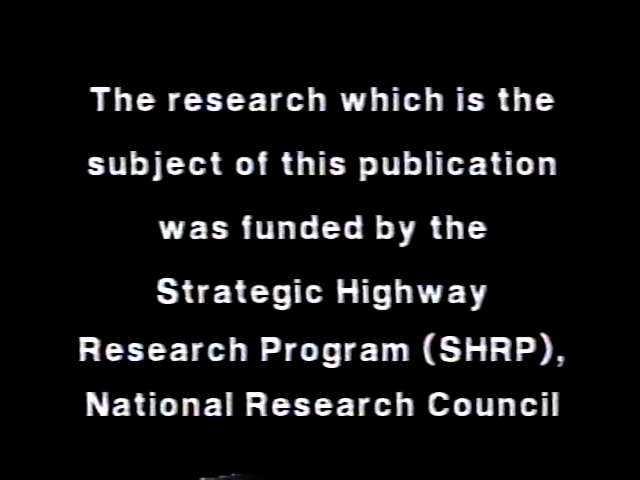 The research which is the
subject of this publication
was funded by the
Strategic Highway
Research Program (SHRP),
National Research Council